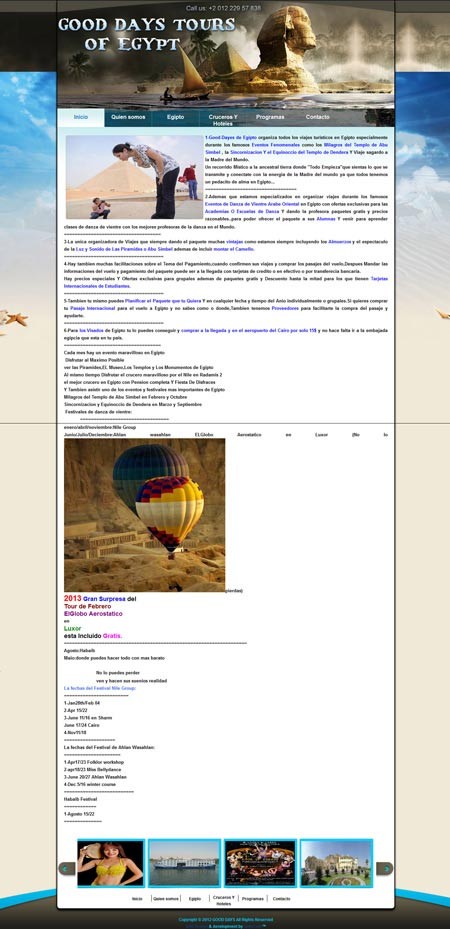 Call us: +2 012 229 57 838
GOOD DAYS TOURS
OF EGYPT
Inicio Quien somos Egipto Cruceros Y Hoteles Programas Contacto
1-Good-Dayes de Egipto organiza todos los viajes turísticos en Egipto especialmente
durante los famosos Eventos Fenomenales como los Milagros del Templo de Abu
Simbel , la Sincornizacion y el Equinoccio del Templo de Dendera Y Viaje sagardo a
la Madre del Mundo.
Un recorrido Mistico a la ancestral tierra donde "Todo Empieza"que sientas lo que se
transmite y conectate con la energia de la Madre del mundo ya que todos tenemos
un pedacito de alma en Egipto...
2-Ademas que estamos especializado en organizar viajes durante los famosos
Eventos de Danza de Vientre Arabe Oriental en Egipto con ofertas exclusivas para las
Academias O Escuelas de Danza Y dando la profesora paquetes gratis y precios
razonables,para poder ofrecer el paquete a sus Alumnas Y venir para aprender
clases de danza de vientre con los mejores profesoras de la danza en el Mundo.
3-La unica organizadora de Viajes que siempre dando el paquete muchas vintajas como estamos siempre incluyendo los Almuerzos y el espectaculo
de la Luz y Sonido de Las Piramides o Abu Simbel ademas de incluir montar el Camello.
4-Hay tambien muchas facilitaciones sobre el Tema del Pagamiento,cuando confirmen sus viajes y comprar los pasajes del vuelo,Despues Mandar las
informaciones del vuelo y pagamiento del paquete puede ser a la llegada con tarjetas de credito o en efectivo o por transferencia bancaria.
Hay precios especiales Y Ofertas exclusivas para grupales ademas de paquetes gratis y Descuento hasta la mitad para los que tienen Tarjetas
Internacionales de Estudiantes.
5-Tambien tu mismo puedes Planificar el Paquete que tu Quiera Y en cualquier fecha y tiempo del Anio individualmente o grupales.Si quieres comprar
tu Pasaje Internacional para el vuelo a Egipto y no sabes como o donde,Tambien tenemos Proveedores para facilitarte la compra del pasaje y
ayudarte.
6.Para los Visados de Egipto tu lo puedes conseguir y comprar a la llegada y en el aeropuerto del Cairo por solo 15$ y no hace falta ir a la embajada
egipcia que esta en tu pais.
Cada mes hay un evento maravilloso en Egipto
Disfrutar al Maximo Posible
ver las Piramides,EL Museo,Los Templos y Los Monumentos de Egipto
Al mismo tiempo Disfrutar el crucero maravilloso por el Nile en Radamis 2
el mejor crucero en Egipto con Pension completa Y Fiesta De Disfraces
Y Tambien asistir uno de los eventos y festivales mas importantes de Egipto
Milagros del Templo de Abu Simbel en Febrero y Octubre
Sincornizacion y Equinoccio de Dendera en Marzo y Septiembre
Festivales de danza de vientre:
enero/abril/noviembre:Nile Group
Junio/Julio/Deciembre:Ahlan wasahlan ELGlobo Aerostatico en Luxor (No lo
pierdas)
2013 Gran Surpresa del
Tour de Febrero
ElGlobo Aerostatico
en
Luxor
esta Incluido Gratis.
Agosto:Habaib
Maio:donde puedes hacer todo con mas barato
No lo puedes perder
ven y hacen sus suenios realidad
La fechas del Festival Nile Group:
1-Jan28th/Feb 04
2-Apr 15/22
3-June 11/16 en Sharm
June 17/24 Cairo
4-Nov11/18
La fechas del Festival de Ahlan Wasahlan:
1-Apr17/23 Folklor workshop
2-apr18/23 Miss Bellydance
3-June 20/27 Ahlan Wasahlan
4-Dec 5/16 winter course
Habaib Festival
1-Agosto 15/22
Inicio Quien somos Egipto Cruceros Y Hoteles Programas Contacto
Copyright © 2012 GOOD DAYS All Rights Reserved
& development by